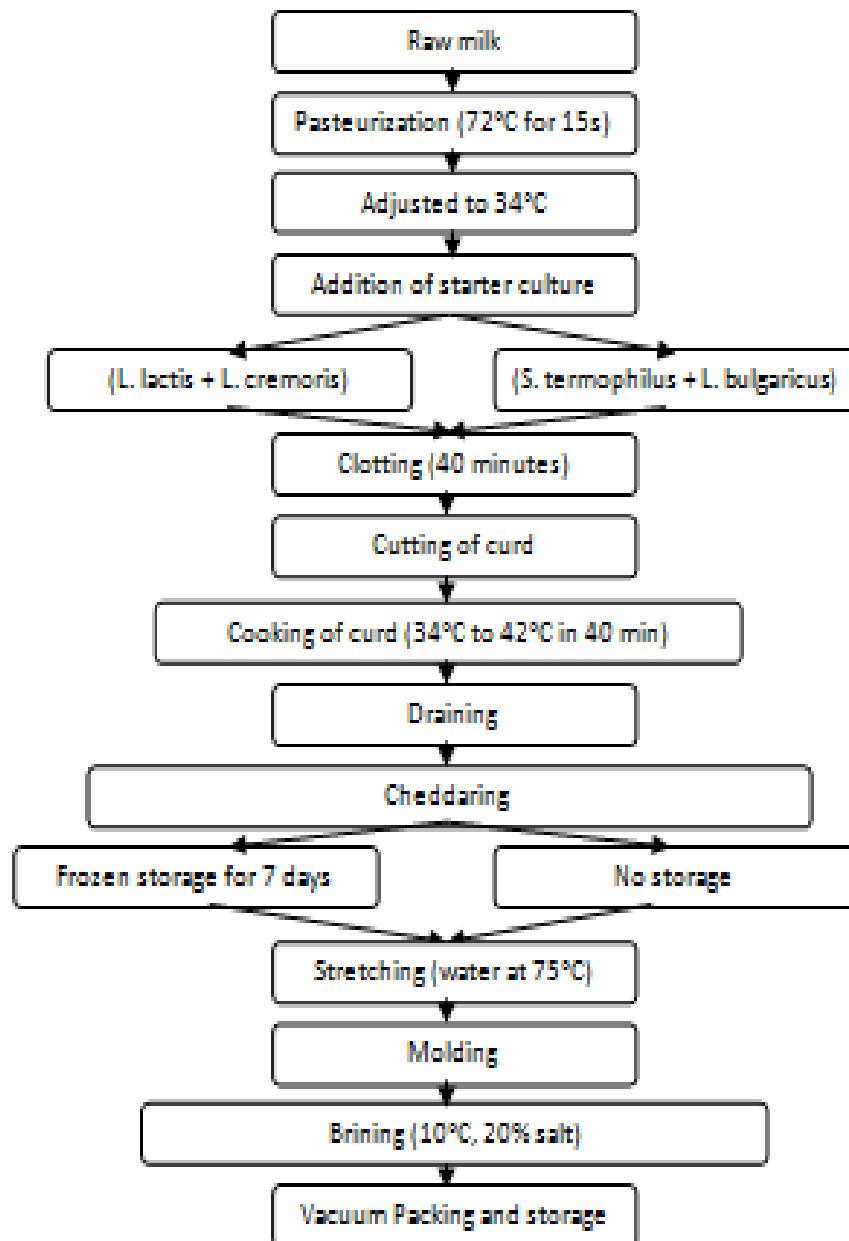 Raw milk
Pasteurization (72°C for 15s)
Adjusted to 34°C
Addition of starter culture
(L. lactis + L. cremoris)
(S. termophilus + L. bulgaricus)
Clotting (40 minutes)
Cutting of curd
Cooking of curd (34°C to 42°C in 40 min)
Draining
Cheddaring
Frozen storage for 7 days
No storage
Stretching (water at 75°C)
Molding
Brining (10°C, 20% salt)
Vacuum Packing and storage